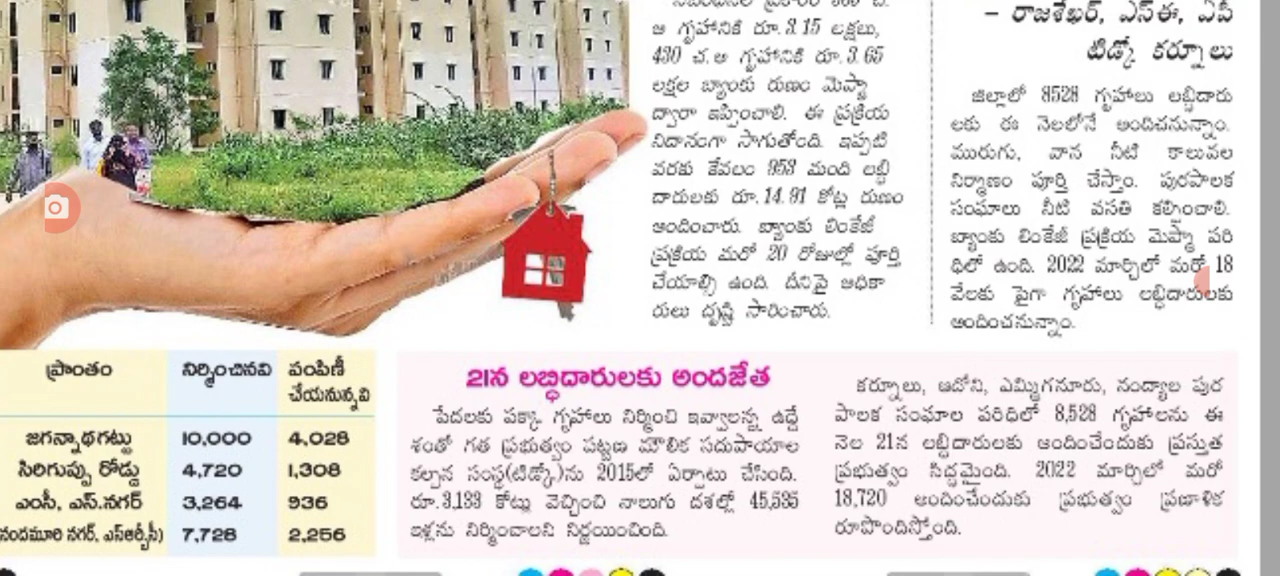 ఆ గృహానికి రూ.3.15 లక్షలు,
430 చ.అ గృహానికి రూ.3.65
లక్షల బ్యాంకు రుణం మెప్మా
ద్వారా ఇప్పించాలి. ఈ ప్రక్రియ
నిదానంగా సాగుతోంది. ఇప్పటి
వరకు కేవలం 953 మంది లబ్ధి
దారులకు రూ.14.91 కోట్ల రుణం
అందించారు. బ్యాంకు లింకేజీ
ప్రక్రియ మరో 20 రోజుల్లో పూర్తి
చేయాల్సి ఉంది. దీనిపై అధికా
రులు దృష్టి సారించారు.
– రాజశేఖర్, ఎస్ఈ, ఏపీ
టిడ్కో కర్నూలు
జిల్లాలో 8528 గృహాలు లబ్ధిదారు
లకు ఈ నెలలోనే అందిచనున్నాం.
మురుగు, వాన నీటి కాలువల
నిర్మాణం పూర్తి చేస్తాం. పురపాలక
సంఘాలు నీటి వసతి కల్పించాలి.
బ్యాంకు లింకేజీ ప్రక్రియ మెప్మా పరి
ధిలో ఉంది. 2022 మార్చిలో మరో 18
వేలకు పైగా గృహాలు లబ్ధిదారులకు
అందించనున్నాం.
ప్రాంతం నిర్మించినవి పంపిణీ
చేయనున్నవి
జగన్నాథగట్టు 10,000 4,028
సిరిగుప్ప రోడ్డు 4,720 1,308
ఎంసీ, ఎస్.నగర్ 3,264 936
నందమూరి నగర్, ఎస్ఆర్బీసీ) 7,728 2,256
21న లబ్ధిదారులకు అందజేత
పేదలకు పక్కా గృహాలు నిర్మించి ఇవ్వాలన్న ఉద్దే
శంతో గత ప్రభుత్వం పట్టణ మౌలిక సదుపాయాల
కల్పన సంస్థ(టిడ్కో)ను 2015లో ఏర్పాటు చేసింది.
రూ.3,133 కోట్లు వెచ్చించి నాలుగు దశల్లో 45,535
ఇళ్లను నిర్మించాలని నిర్ణయించింది.
కర్నూలు, ఆదోని, ఎమ్మిగనూరు, నంద్యాల పుర
పాలక సంఘాల పరిధిలో 8,528 గృహాలను ఈ
నెల 21న లబ్ధిదారులకు అందించేందుకు ప్రస్తుత
ప్రభుత్వం సిద్ధమైంది. 2022 మార్చిలో మరో
18,720 అందించేందుకు ప్రభుత్వం ప్రణాళిక
రూపొందిస్తోంది.